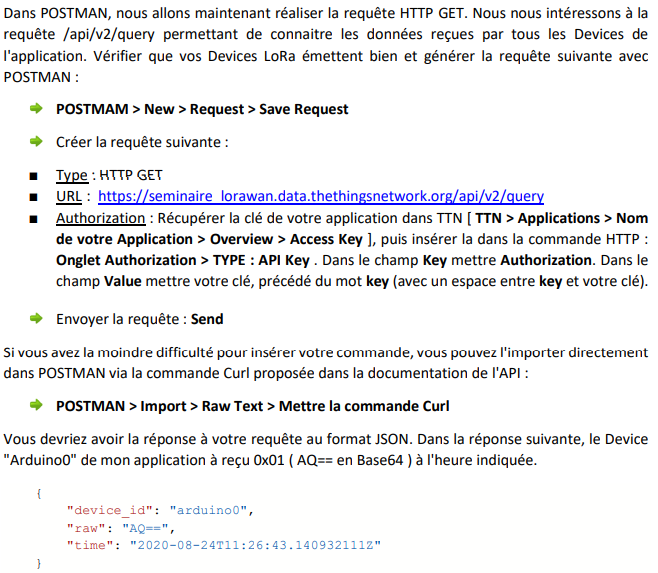 Dans POSTMAN, nous allons maintenant réaliser la requête HTTP GET. Nous nous intéressons à la
requête /api/v2/query permettant de connaitre les données reçues par tous les Devices de
l'application. Vérifier que vos Devices LoRa émettent bien et générer la requête suivante avec
POSTMAN :
POSTMAM > New > Request > Save Request
Créer la requête suivante :
Type : HTTP GET
URL : https://seminaire_lorawan.data.thethingsnetwork.org/api/v2/query
Authorization : Récupérer la clé de votre application dans TTN [ TTN > Applications > Nom
de votre Application > Overview > Access Key ], puis insérer la dans la commande HTTP :
Onglet Authorization > TYPE : API Key . Dans le champ Key mettre Authorization. Dans le
champ Value mettre votre clé, précédé du mot key (avec un espace entre key et votre clé).
Envoyer la requête : Send
Si vous avez la moindre difficulté pour insérer votre commande, vous pouvez l'importer directement
dans POSTMAN via la commande Curl proposée dans la documentation de l'API :
POSTMAN > Import > Raw Text > Mettre la commande Curl
Vous devriez avoir la réponse à votre requête au format JSON. Dans la réponse suivante, le Device
"Arduino0" de mon application à reçu 0x01 ( AQ== en Base64 ) à l'heure indiquée.
{
"device_id": "arduino0",
"raw": "AQ==",
"time": "2020-08-24T11:26:43.140932111Z"
}